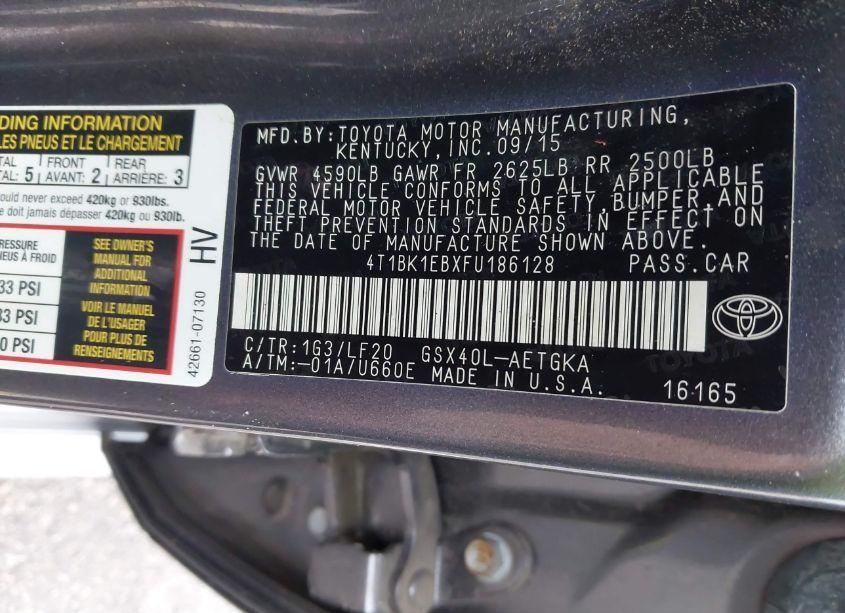 DING INFORMATION
LES PNEUS ET LE CHARGEMENT
TAL : 5 FRONT AVANT : 2 REAR ARRIÈRE : 3
ould never exceed 420kg or 930lbs.
e doit jamais dépasser 420kg ou 930lb.
RESSURE
NEUS À FROID
33 PSI
33 PSI
0 PSI
SEE OWNER'S
MANUAL FOR
ADDITIONAL
INFORMATION
VOIR LE MANUEL
DE L'USAGER
POUR PLUS DE
RENSEIGNEMENTS
HV
42661-07130
MFD.BY:TOYOTA MOTOR MANUFACTURING,
KENTUCKY,INC.09/15
GVWR 4590LB GAWR FR 2625LB RR 2500LB
THIS VEHICLE CONFORMS TO ALL APPLICABLE
FEDERAL MOTOR VEHICLE SAFETY,BUMPER,AND
THEFT PREVENTION STANDARDS IN EFFECT ON
THE DATE OF MANUFACTURE SHOWN ABOVE.
4T1BK1EBXFU186128 PASS.CAR
C/TR:1G3/LF20 GSX40L-AETGKA
A/TM:-01A/U660E MADE IN U.S.A.
16165